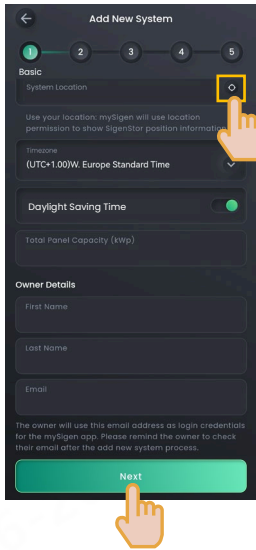 Add New System
1 2 3 4 5
Basic
System Location
Use your location: mySigen will use location
permission to show SigenStor position information
Timezone
(UTC+1.00)W. Europe Standard Time
Daylight Saving Time
Total Panel Capacity (kWp)
Owner Details
First Name
Last Name
Email
The owner will use this email address as login credentials
for the mySigen app. Please remind the owner to check
their email after the add new system process.
Next